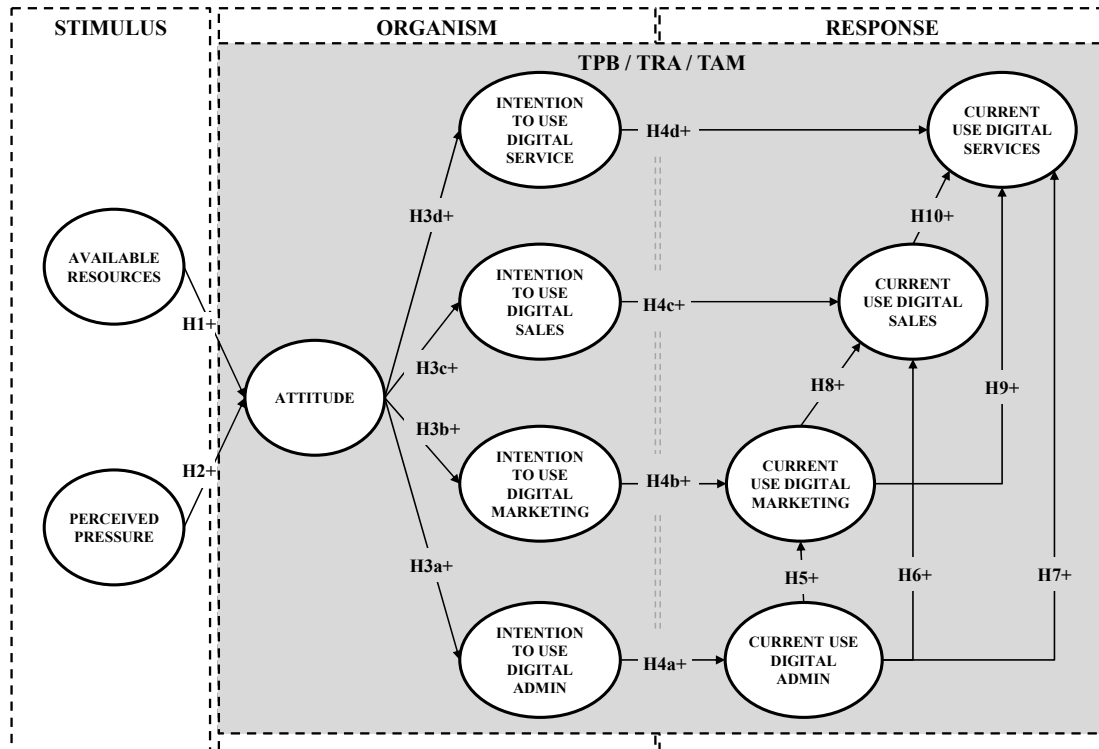 STIMULUS
ORGANISM
RESPONSE
TPB / TRA / TAM
INTENTION
TO USE
DIGITAL
SERVICE
H4d+
CURRENT
USE DIGITAL
SERVICES
H3d+
H10+
AVAILABLE
RESOURCES
H1+
INTENTION
TO USE
DIGITAL
SALES
H4c+
CURRENT
USE DIGITAL
SALES
H3c+
H8+
H9+
ATTITUDE
H3b+
H2+
PERCEIVED
PRESSURE
INTENTION
TO USE
DIGITAL
MARKETING
H4b+
CURRENT
USE DIGITAL
MARKETING
H3a+
H5+
H6+
H7+
INTENTION
TO USE
DIGITAL
ADMIN
H4a+
CURRENT USE
DIGITAL
ADMIN